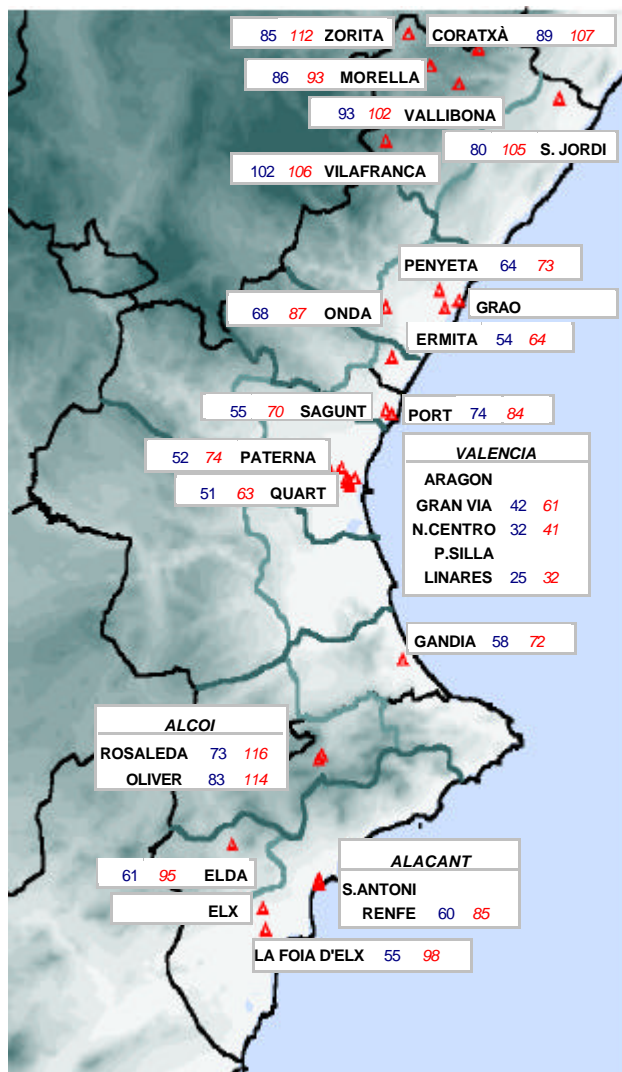 85 112 ZORITA
CORATXÀ 89 107
86 93 MORELLA
93 102 VALLIBONA
80 105 S. JORDI
102 106 VILAFRANCA
PENYETA 64 73
68 87 ONDA
GRAO
ERMITA 54 64
55 70 SAGUNT
PORT 74 84
52 74 PATERNA
51 63 QUART
VALENCIA
ARAGON
GRAN VIA 42 61
N.CENTRO 32 41
P.SILLA
LINARES 25 32
GANDIA 58 72
ALCOI
ROSALEDA 73 116
OLIVER 83 114
61 95 ELDA
ELX
ALACANT
S.ANTONI
RENFE 60 85
LA FOIA D'ELX 55 98